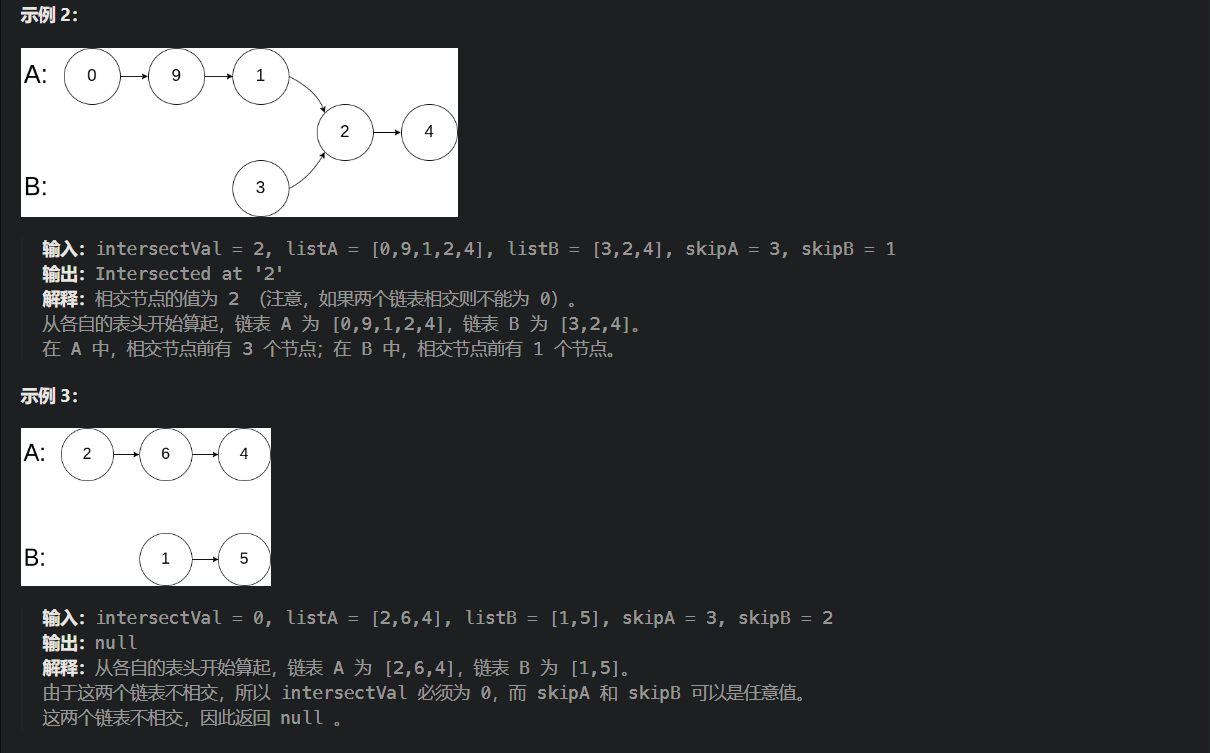 示例 2：
A: 0 9 1
2 4
B: 3
输入：intersectVal = 2, listA = [0,9,1,2,4], listB = [3,2,4], skipA = 3, skipB = 1
输出：Intersected at '2'
解释：相交节点的值为 2 （注意，如果两个链表相交则不能为 0）。
从各自的表头开始算起，链表 A 为 [0,9,1,2,4]，链表 B 为 [3,2,4]。
在 A 中，相交节点前有 3 个节点；在 B 中，相交节点前有 1 个节点。
示例 3：
A: 2 6 4
B: 1 5
输入：intersectVal = 0, listA = [2,6,4], listB = [1,5], skipA = 3, skipB = 2
输出：null
解释：从各自的表头开始算起，链表 A 为 [2,6,4]，链表 B 为 [1,5]。
由于这两个链表不相交，所以 intersectVal 必须为 0，而 skipA 和 skipB 可以是任意值。
这两个链表不相交，因此返回 null 。